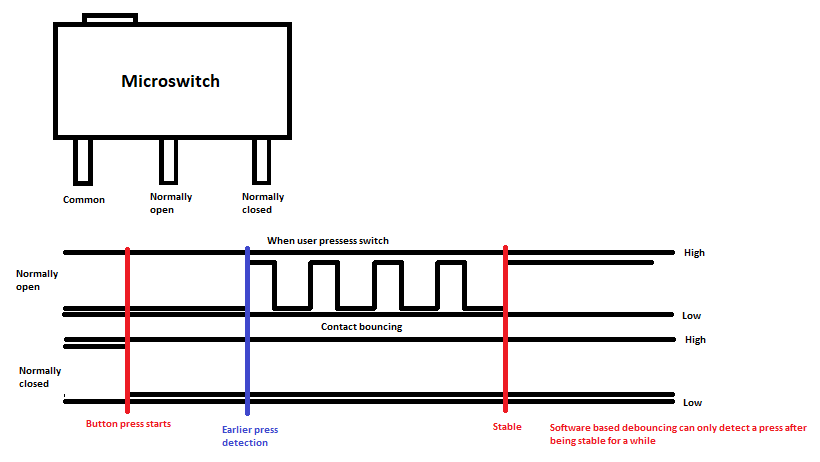 Microswitch
Common
Normally
open
Normally
closed
When user pressess switch
High
Normally
open
Low
Contact bouncing
High
Normally
closed
Low
Button press starts
Earlier press
detection
Stable
Software based debouncing can only detect a press after
being stable for a while